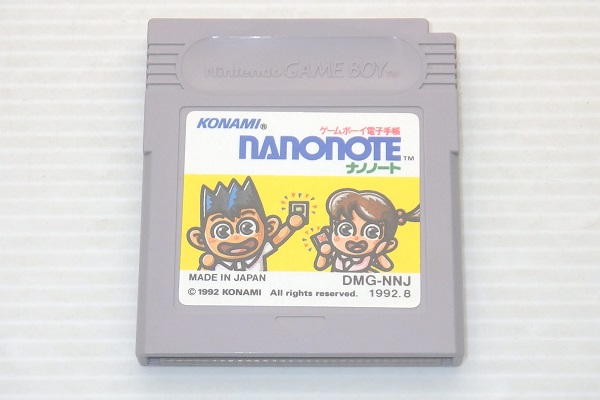 Nintendo GAME BOY™
KONAMI®
ゲームボーイ電子手帳
NANONOTE™
ナノノート
MADE IN JAPAN
DMG-NNJ
© 1992 KONAMI All rights reserved. 1992.8